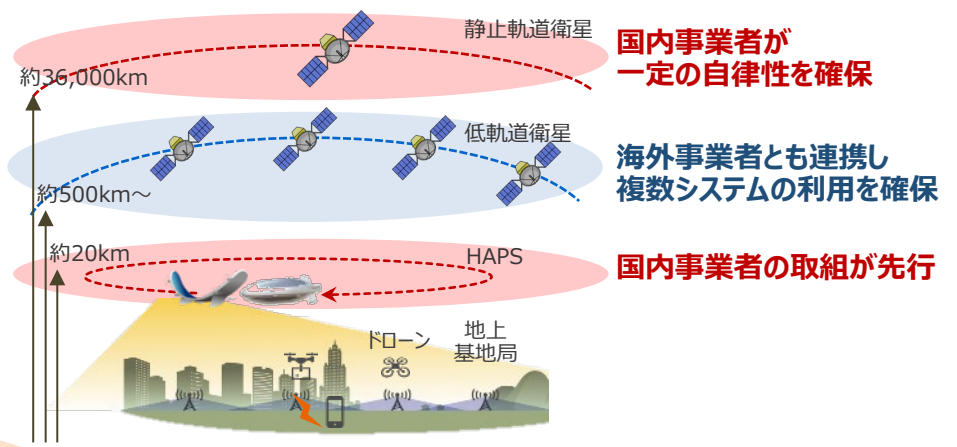 静止軌道衛星
国内事業者が
一定の自律性を確保
約36,000km
低軌道衛星
海外事業者とも連携し
複数システムの利用を確保
約500km～
約20km
HAPS
国内事業者の取組が先行
ドローン
地上
基地局